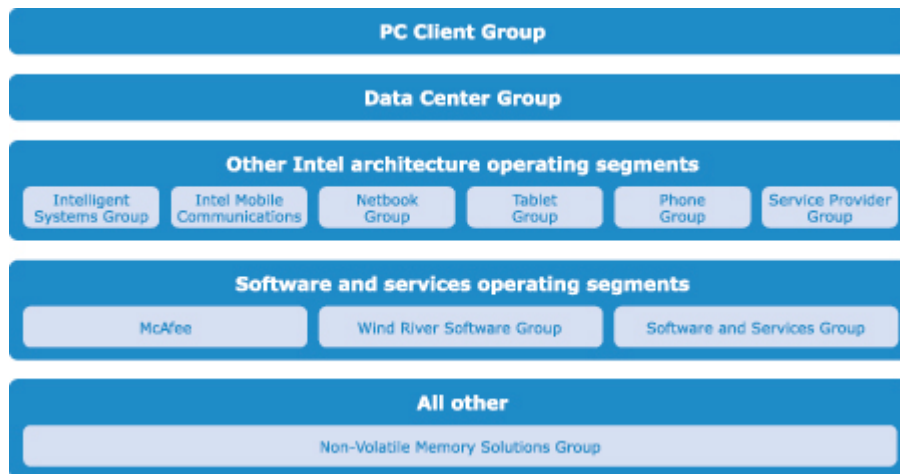 PC Client Group
Data Center Group
Other Intel architecture operating segments
Intelligent
Systems Group
Intel Mobile
Communications
Netbook
Group
Tablet
Group
Phone
Group
Service Provider
Group
Software and services operating segments
McAfee
Wind River Software Group
Software and Services Group
All other
Non-Volatile Memory Solutions Group